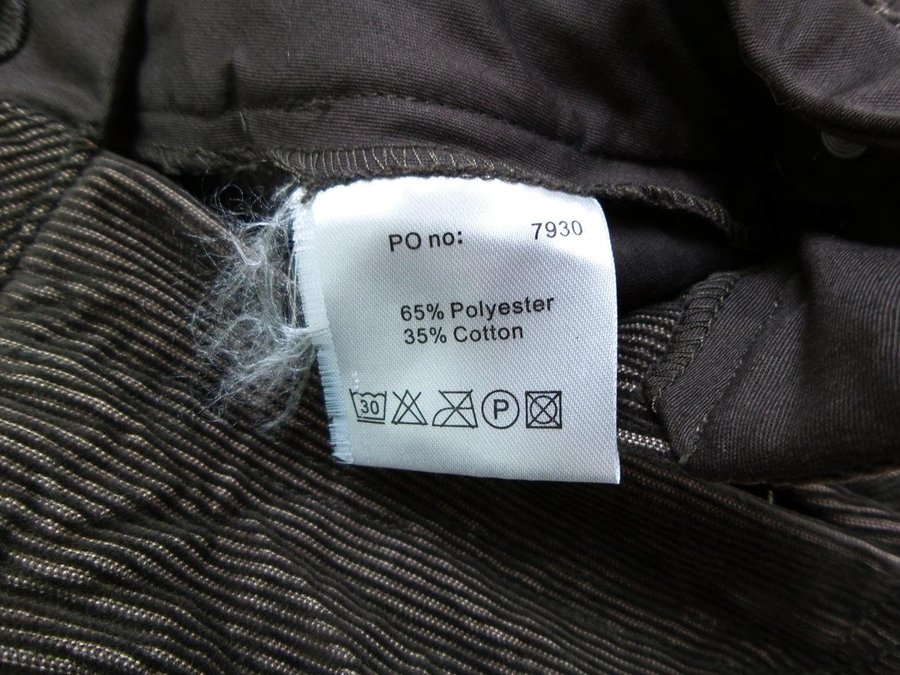 PO no: 7930
65% Polyester
35% Cotton
30 P